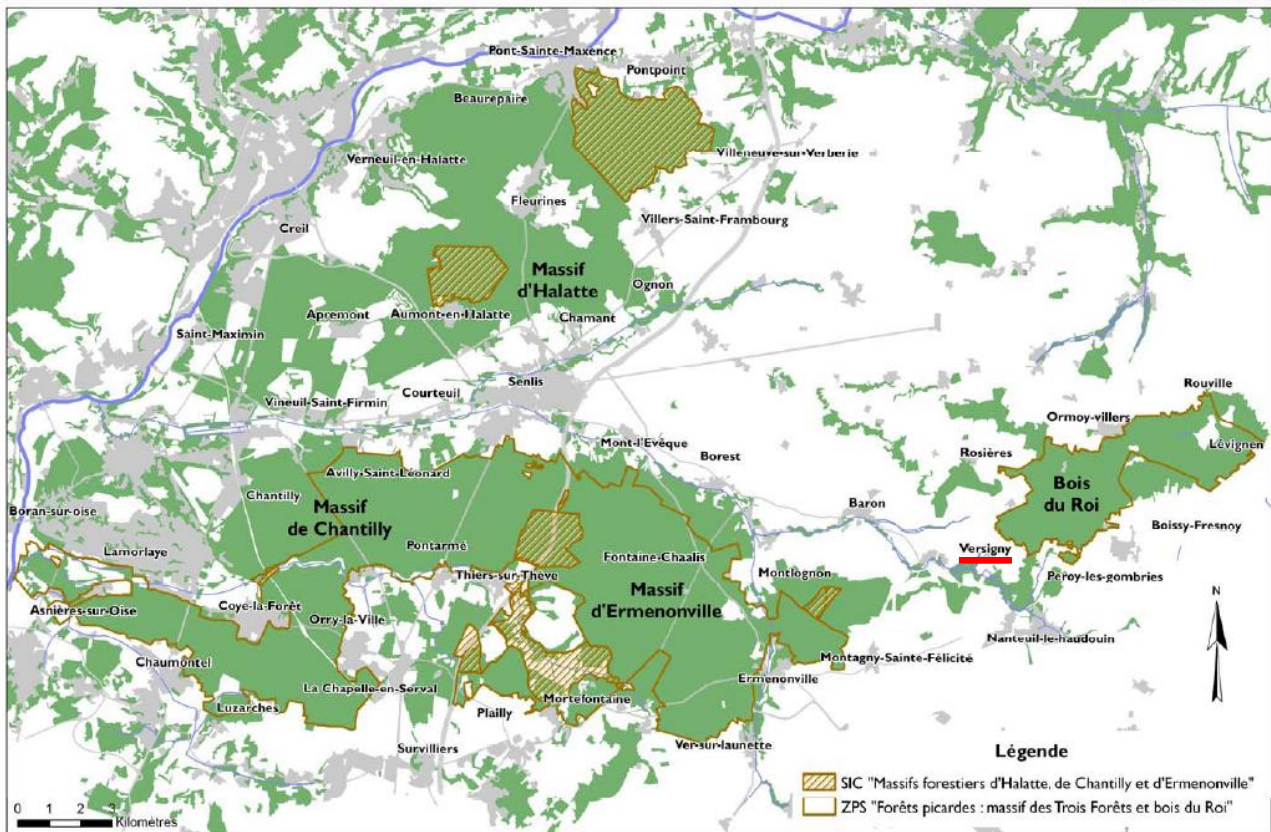 Pont-Sainte-Maxence
Pontpoint
Beaurepaire
Verneuil-en-Halatte
Villeneuve-sur-Verberie
Fleurines
Villers-Saint-Frambourg
Creil
Massif
d'Halatte
Ognon
Apremont
Aumont-en-Halatte
Chamant
Saint-Maximin
Senlis
Courteuil
Vineuil-Saint-Firmin
Rouville
Ormoy-villers
Mont-l'Evêque
Lévignen
Borest
Rosières
Avilly-Saint-Léonard
Bois
du Roi
Chantilly
Massif
de Chantilly
Baron
Boran-sur-oise
Boissy-Fresnoy
Pontarmé
Lamorlaye
Fontaine-Chaalis
Versigny
Thiers-sur-Thève
Montlognon
Peroy-les-gombries
Massif
d'Ermenonville
Asnières-sur-Oise
Coye-la-Forêt
Orry-la-Ville
N
Nanteuil-le-haudouin
Chaumontel
Montagny-Sainte-Félicité
La Chapelle-en-Serval
Ermenonville
Mortefontaine
Luzarches
Plailly
Survilliers
Ver-sur-launette
Légende
SIC "Massifs forestiers d'Halatte, de Chantilly et d'Ermenonville"
ZPS "Forêts picardes : massif des Trois Forêts et bois du Roi"
0 1 2 3
Kilomètres